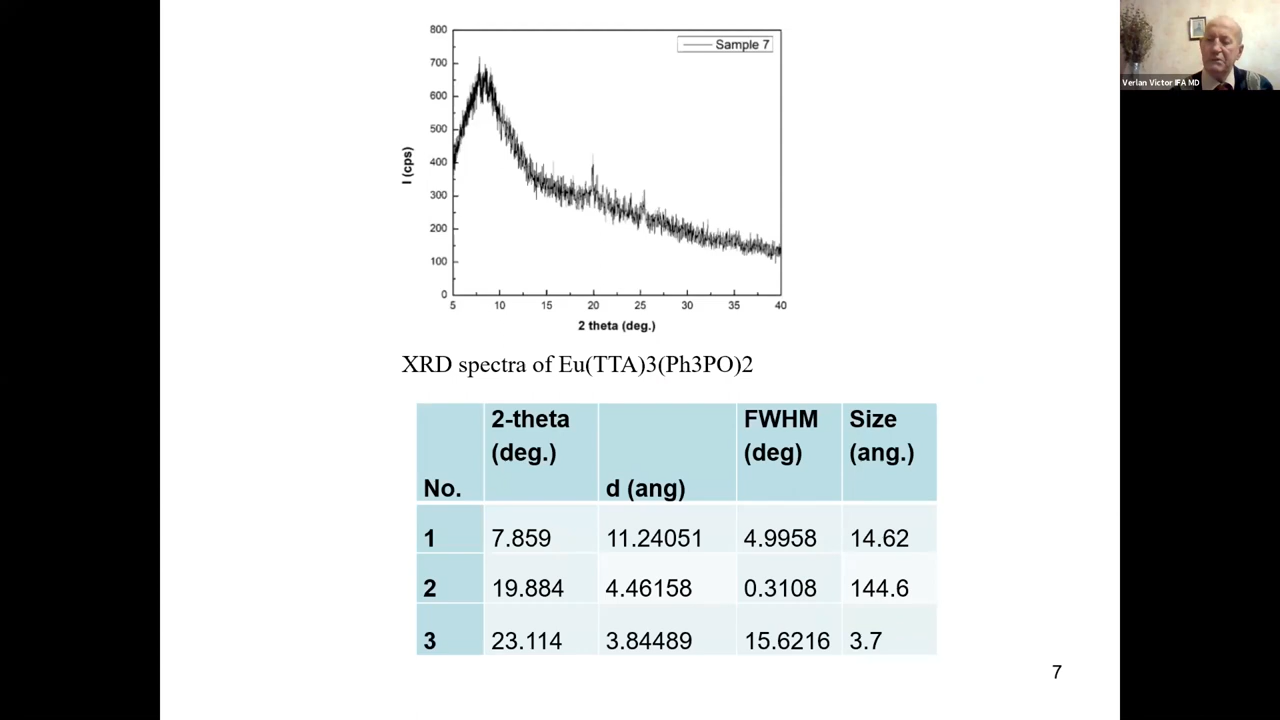 800
700
600
500
400
300
200
100
0
I (cps)
Sample 7
5 10 15 20 25 30 35 40
2 theta (deg.)
XRD spectra of Eu(TTA)3(Ph3PO)2
No. 2-theta (deg.) d (ang) FWHM (deg) Size (ang.)
1 7.859 11.24051 4.9958 14.62
2 19.884 4.46158 0.3108 144.6
3 23.114 3.84489 15.6216 3.7
7
Verlan Victor IFA MD